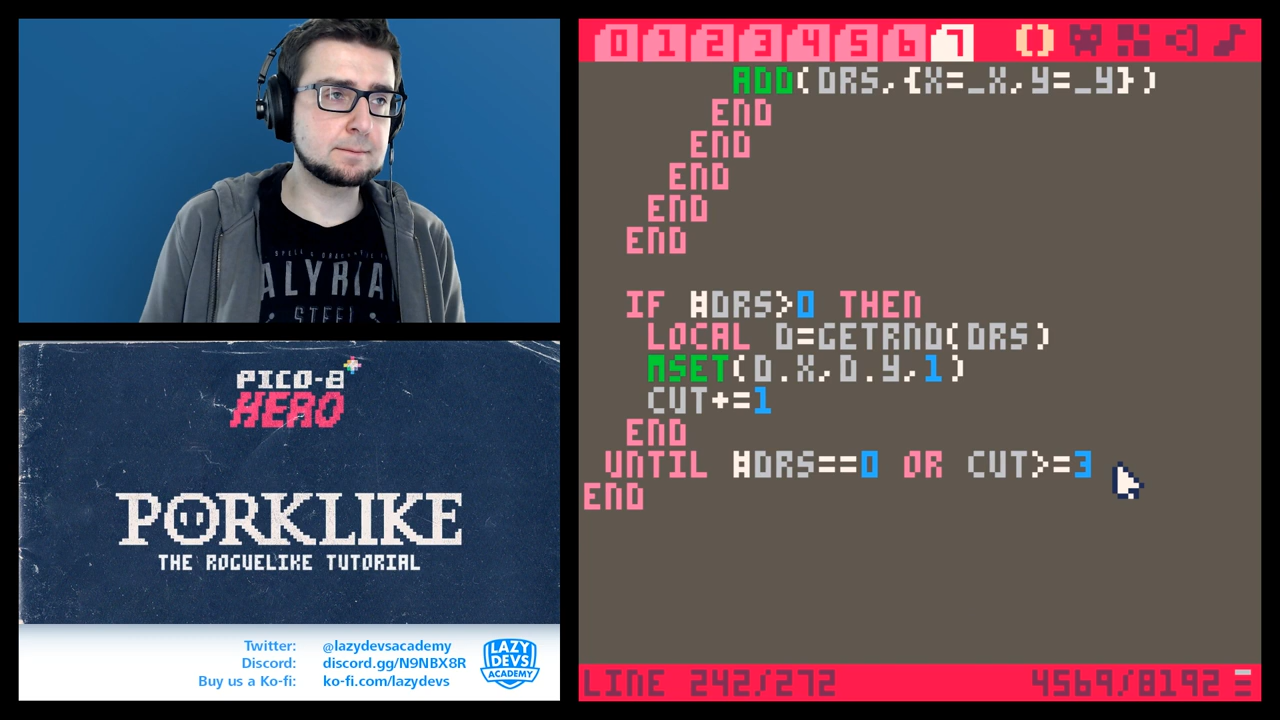 SPELL & DRAGONFIRE
ALYRIA
STEEL
PICO-8
HERO
PORKLIKE
THE ROGUELIKE TUTORIAL
Twitter: @lazydevsacademy
Discord: discord.gg/N9NBX8R
Buy us a Ko-fi: ko-fi.com/lazydevs
LAZY
DEVS
ACADEMY
0 1 2 3 4 5 6 7
ADD(DRS,{X=_X,Y=_Y})
END
END
END
END
END
IF #DRS>0 THEN
LOCAL D=GETRND(DRS)
MSET(D.X,D.Y,1)
CUT+=1
END
UNTIL #DRS==0 OR CUT>=3
END
LINE 242/272
4569/8192